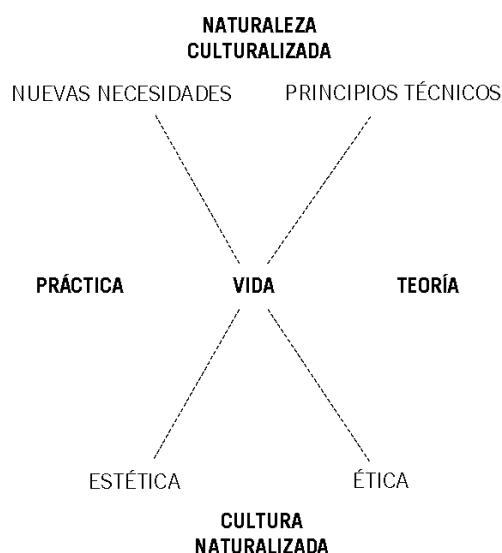 NATURALEZA
CULTURALIZADA
NUEVAS NECESIDADES PRINCIPIOS TÉCNICOS
PRÁCTICA VIDA TEORÍA
ESTÉTICA ÉTICA
CULTURA
NATURALIZADA